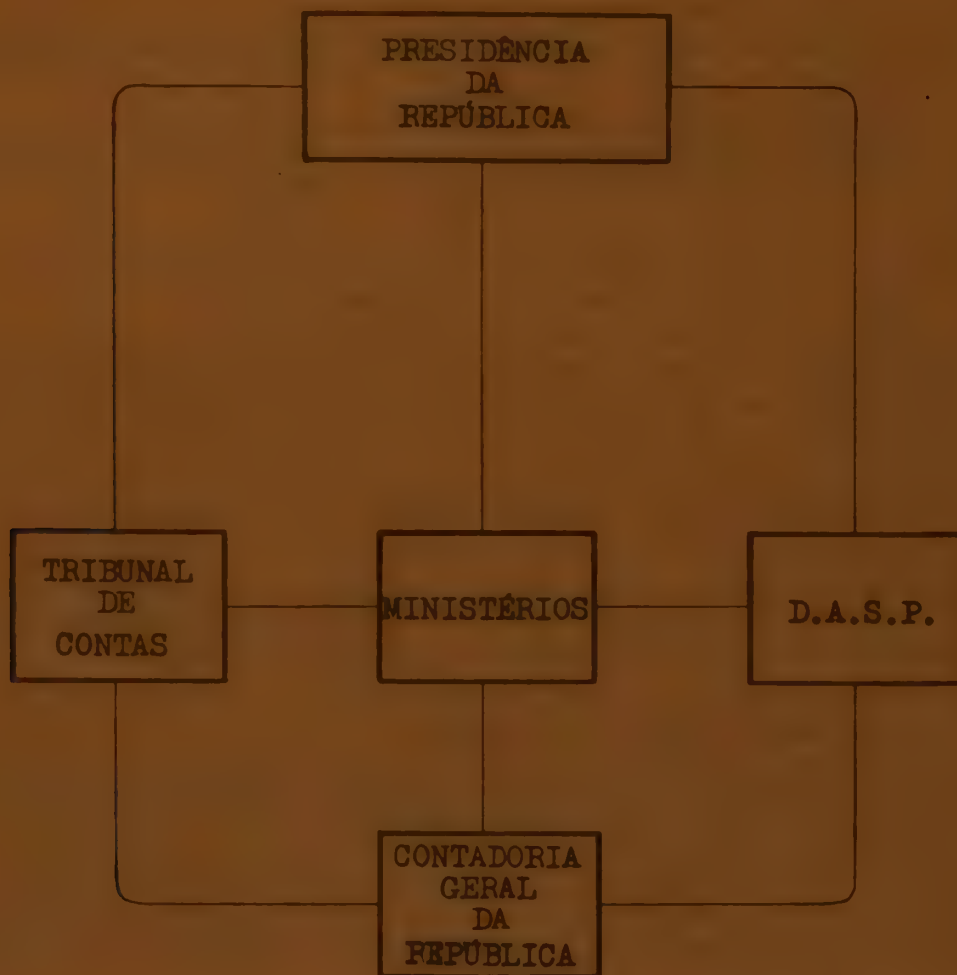 PRESIDÊNCIA
DA
REPÚBLICA
TRIBUNAL
DE
CONTAS
MINISTÉRIOS
D.A.S.P.
CONTADORIA
GERAL
DA
REPÚBLICA